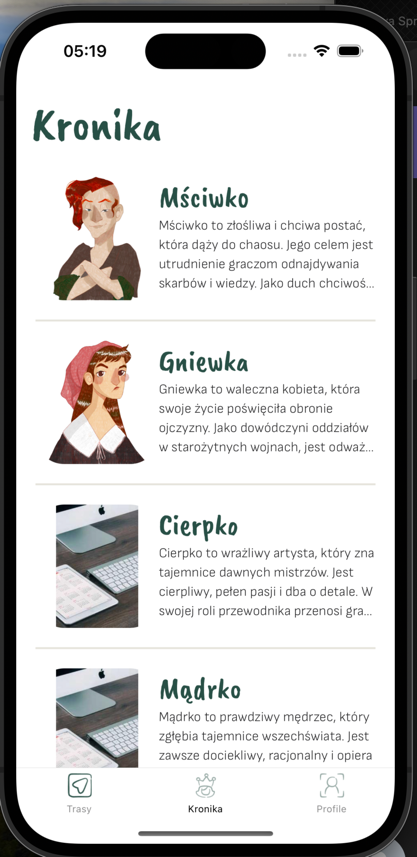 05:19
Kronika
Mściwko
Mściwko to złośliwa i chciwa postać,
która dąży do chaosu. Jego celem jest
utrudnienie graczom odnajdywania
skarbów i wiedzy. Jako duch chciwoś...
Gniewka
Gniewka to waleczna kobieta, która
swoje życie poświęciła obronie
ojczyzny. Jako dowódczyni oddziałów
w starożytnych wojnach, jest odważ...
Cierpko
Cierpko to wrażliwy artysta, który zna
tajemnice dawnych mistrzów. Jest
cierpliwy, pełen pasji i dba o detale. W
swojej roli przewodnika przenosi gra...
Mądrko
Mądrko to prawdziwy mędrzec, który
zgłębia tajemnice wszechświata. Jest
zawsze dociekliwy, racjonalny i opiera
Trasy
Kronika
Profile